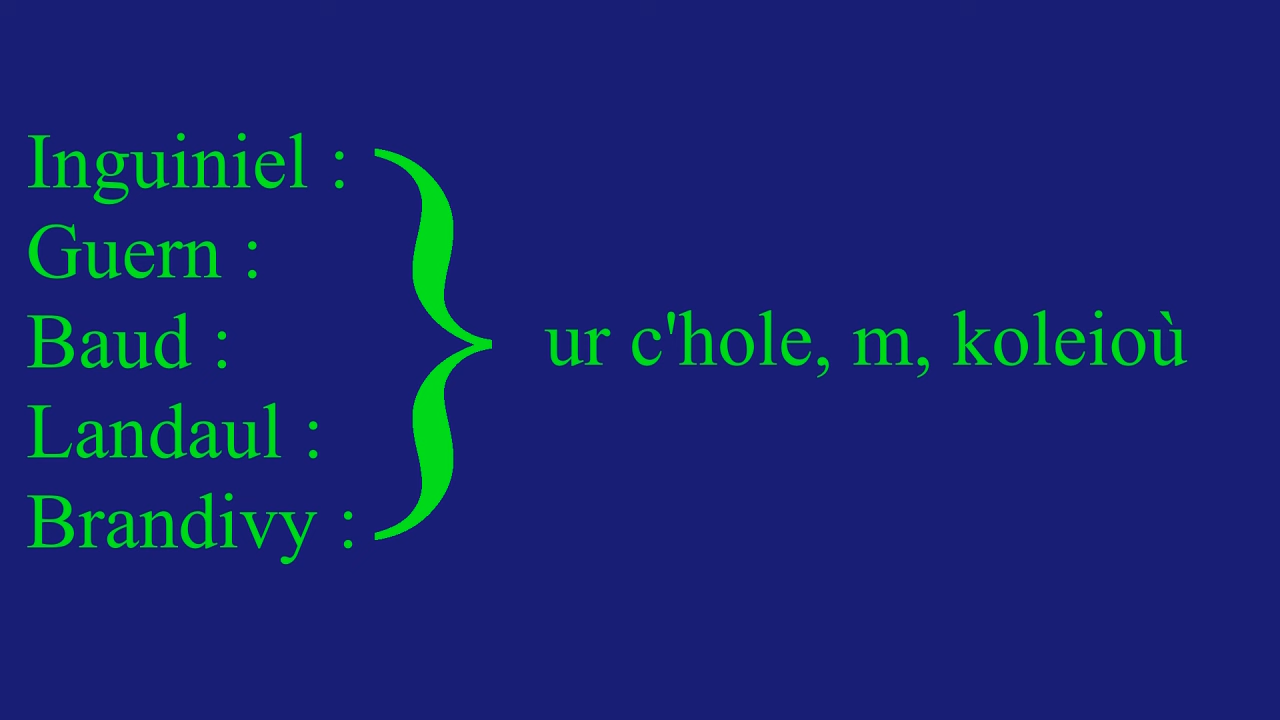 Inguiniel :
Guern :
Baud :
Landaul :
Brandivy :
ur c'hole, m, koleioù